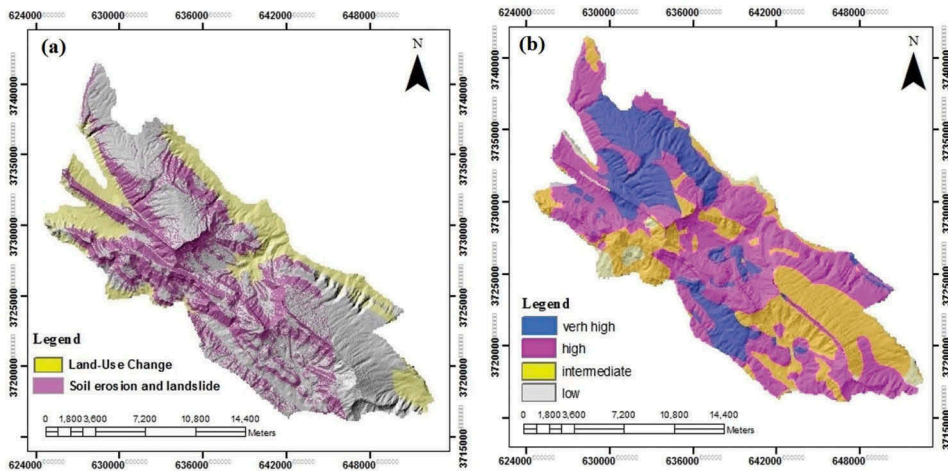 624000 630000 636000 642000 648000
(a)
N
3740000
3735000
3730000
3725000
3720000
3715000
Legend
Land-Use Change
Soil erosion and landslide
0 1,800 3,600 7,200 10,800 14,400
Meters
3740000
3735000
3730000
3725000
3720000
3715000
624000 630000 636000 642000 648000
624000 630000 636000 642000 648000
(b)
N
3740000
3735000
3730000
3725000
3720000
3715000
Legend
verh high
high
intermediate
low
0 1,800 3,600 7,200 10,800 14,400
Meters
3740000
3735000
3730000
3725000
3720000
3715000
624000 630000 636000 642000 648000